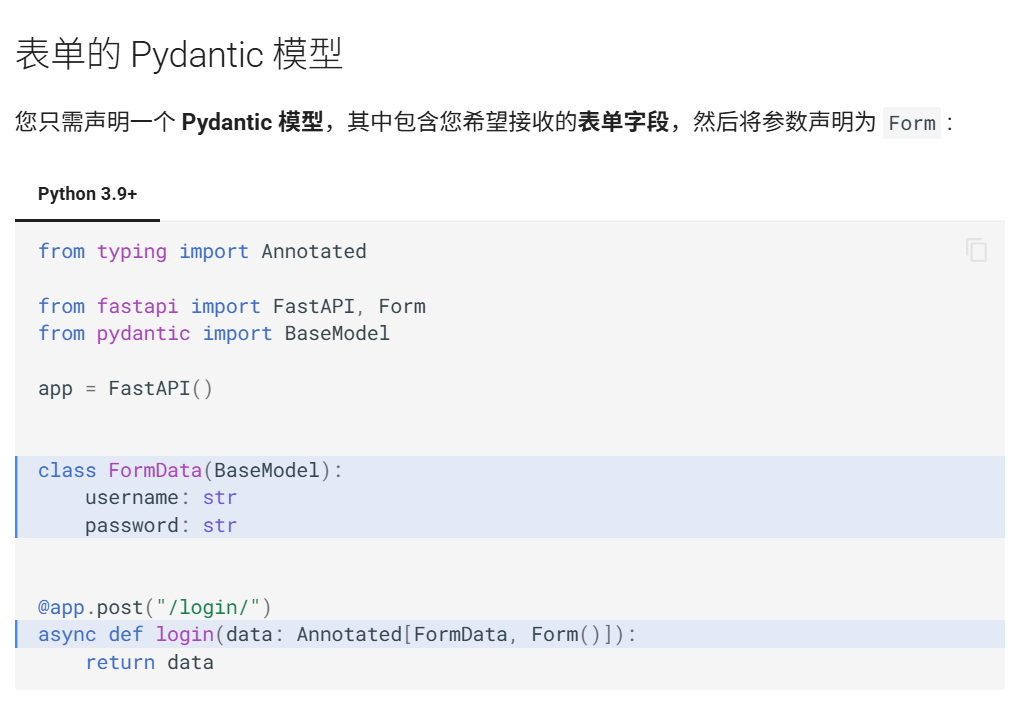 表单的 Pydantic 模型
您只需声明一个 Pydantic 模型，其中包含您希望接收的表单字段，然后将参数声明为 Form :
Python 3.9+
from typing import Annotated
from fastapi import FastAPI, Form
from pydantic import BaseModel
app = FastAPI()
class FormData(BaseModel):
    username: str
    password: str
@app.post("/login/")
async def login(data: Annotated[FormData, Form()]):
    return data